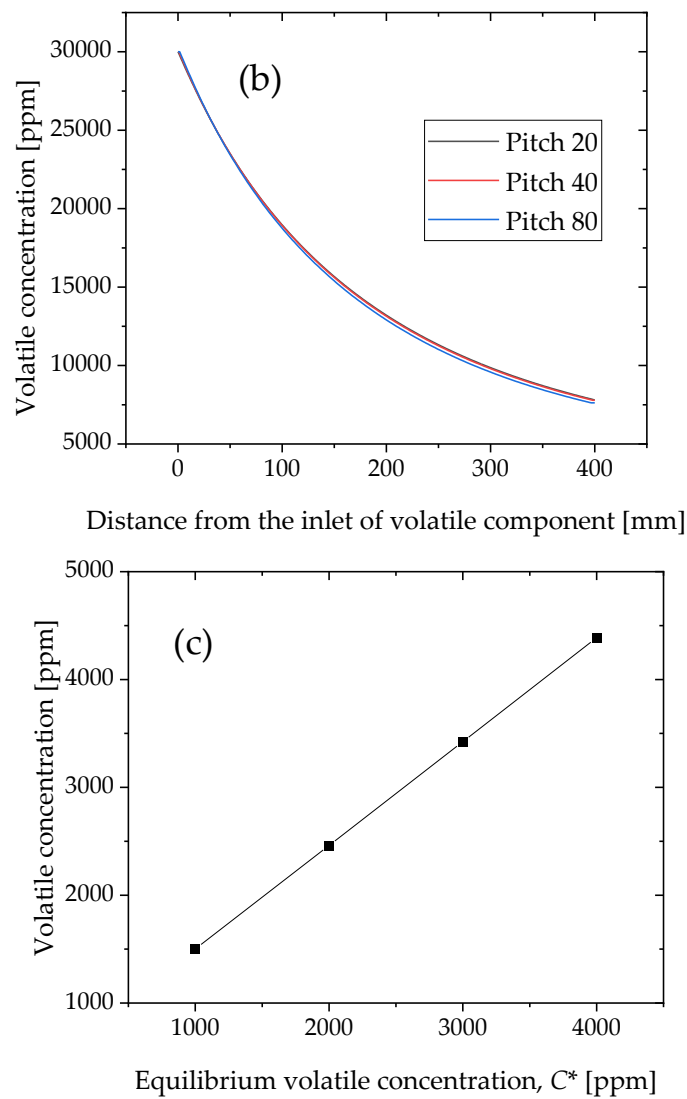 (b)
Volatile concentration [ppm]
30000
25000
20000
15000
10000
5000
Pitch 20
Pitch 40
Pitch 80
0 100 200 300 400
Distance from the inlet of volatile component [mm]
(c)
Volatile concentration [ppm]
5000
4000
3000
2000
1000
1000 2000 3000 4000
Equilibrium volatile concentration, C* [ppm]